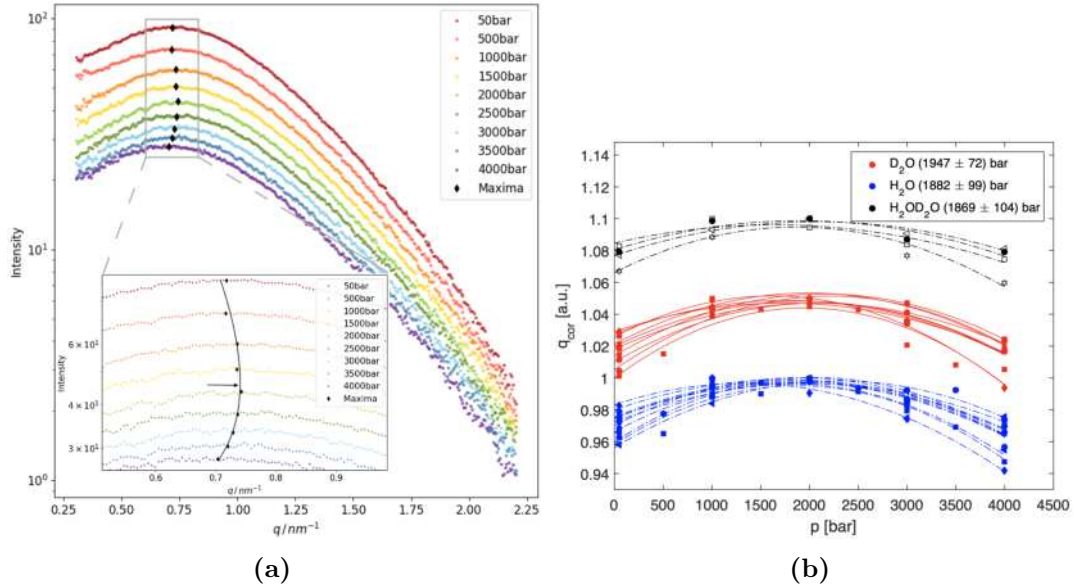 10²
10¹
10⁰
Intensity
50bar
500bar
1000bar
1500bar
2000bar
2500bar
3000bar
3500bar
4000bar
Maxima
6 × 10¹
4 × 10¹
3 × 10¹
Intensity
50bar
500bar
1000bar
1500bar
2000bar
2500bar
3000bar
3500bar
4000bar
Maxima
0.6 0.7 0.8 0.9
q/nm⁻¹
0.25 0.50 0.75 1.00 1.25 1.50 1.75 2.00 2.25
q/nm⁻¹
(a)
1.14
1.12
1.1
1.08
1.06
1.04
1.02
1
0.98
0.96
0.94
q_cor [a.u.]
D₂O (1947 ± 72) bar
H₂O (1882 ± 99) bar
H₂OD₂O (1869 ± 104) bar
0 500 1000 1500 2000 2500 3000 3500 4000 4500
p [bar]
(b)